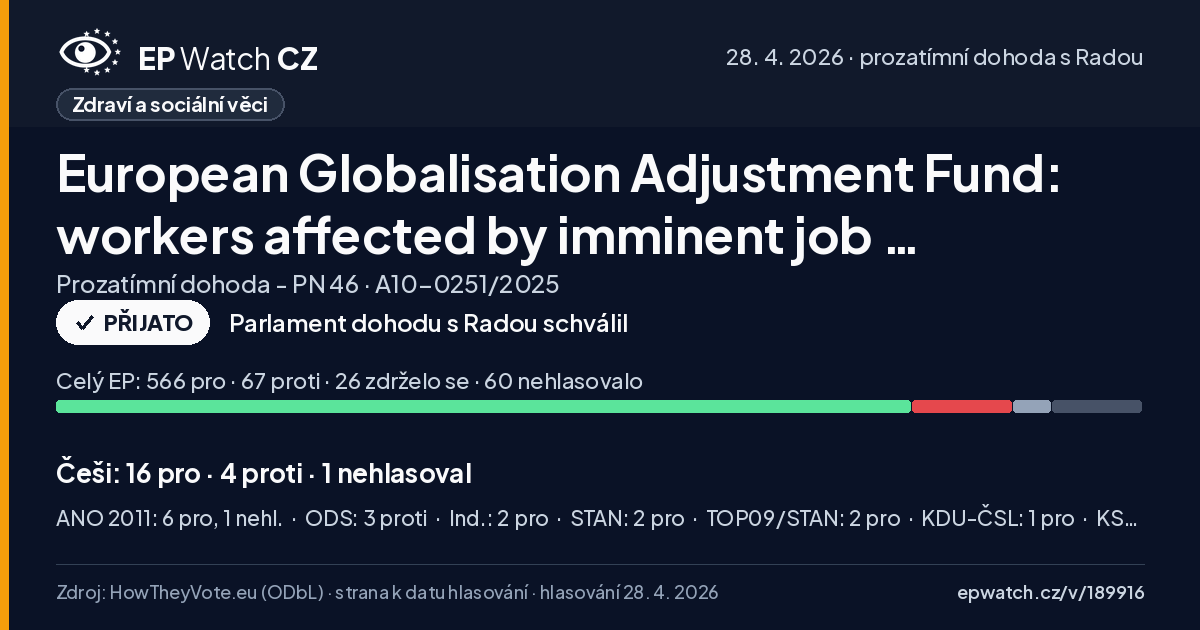 EP Watch CZ
28. 4. 2026 · prozatímní dohoda s Radou
Zdraví a sociální věci
European Globalisation Adjustment Fund:
workers affected by imminent job ...
Prozatímní dohoda - PN 46 · A10-0251/2025
✓ PŘIJATO Parlament dohodu s Radou schválil
Celý EP: 566 pro · 67 proti · 26 zdrželo se · 60 nehlasovalo
Češi: 16 pro · 4 proti · 1 nehlasoval
ANO 2011: 6 pro, 1 nehl. · ODS: 3 proti · Ind.: 2 pro · STAN: 2 pro · TOP09/STAN: 2 pro · KDU-ČSL: 1 pro · KS...
Zdroj: HowTheyVote.eu (ODbL) · strana k datu hlasování · hlasování 28. 4. 2026
epwatch.cz/v/189916